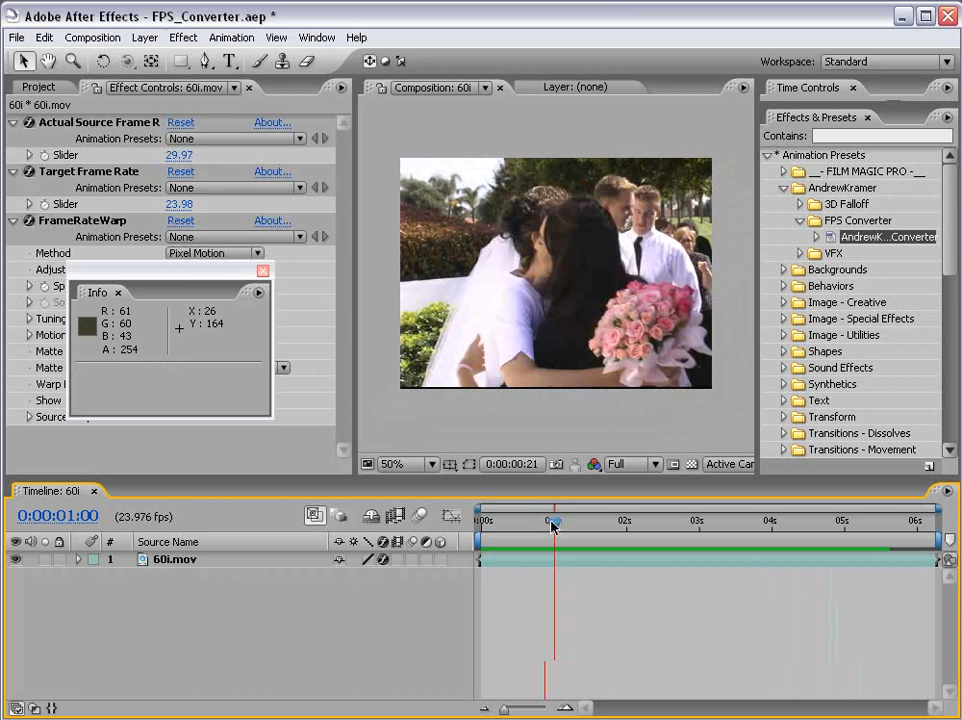 Adobe After Effects - FPS_Converter.aep *
File Edit Composition Layer Effect Animation View Window Help
Workspace: Standard
Project
Effect Controls: 60i.mov
60i * 60i.mov
Actual Source Frame R Reset About...
Animation Presets: None
Slider 29.97
Target Frame Rate Reset About...
Animation Presets: None
Slider 23.98
FrameRateWarp Reset About...
Animation Presets: None
Method Pixel Motion
Adjust
Sp
So
Tuning
Motion
Matte
Matte
Warp
Show
Source
Info
R : 61
G : 60
B : 43
A : 254
X : 26
Y : 164
Composition: 60i
Layer: (none)
50%
0:00:00:21
Full
Active Car
Time Controls
Effects & Presets
Contains:
* Animation Presets
__- FILM MAGIC PRO -__
AndrewKramer
3D Falloff
FPS Converter
AndrewK...Converter
VFX
Backgrounds
Behaviors
Image - Creative
Image - Special Effects
Image - Utilities
Shapes
Sound Effects
Synthetics
Text
Transform
Transitions - Dissolves
Transitions - Movement
Timeline: 60i
0:00:01:00 (23.976 fps)
02s 03s 04s 05s 06s
# Source Name
1 60i.mov